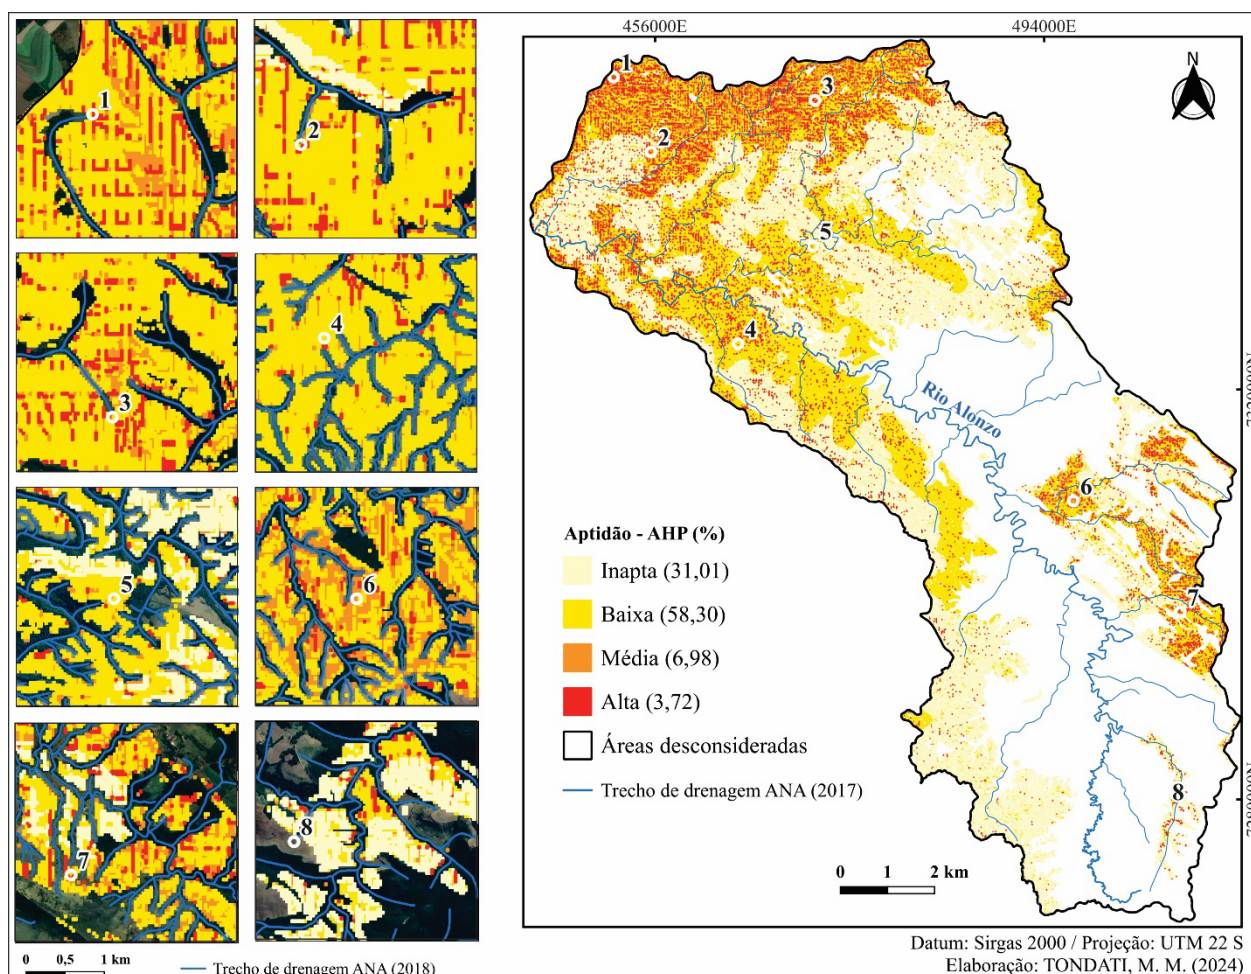 1
2
3
4
5
6
7
8
0 0,5 1 km
Trecho de drenagem ANA (2018)
456000E
494000E
N
1
2
3
4
5
6
7
8
Rio Alonzo
Aptidão - AHP (%)
Inapta (31,01)
Baixa (58,30)
Média (6,98)
Alta (3,72)
Áreas desconsideradas
Trecho de drenagem ANA (2017)
0 1 2 km
Datum: Sirgas 2000 / Projeção: UTM 22 S
Elaboração: TONDATI, M. M. (2024)